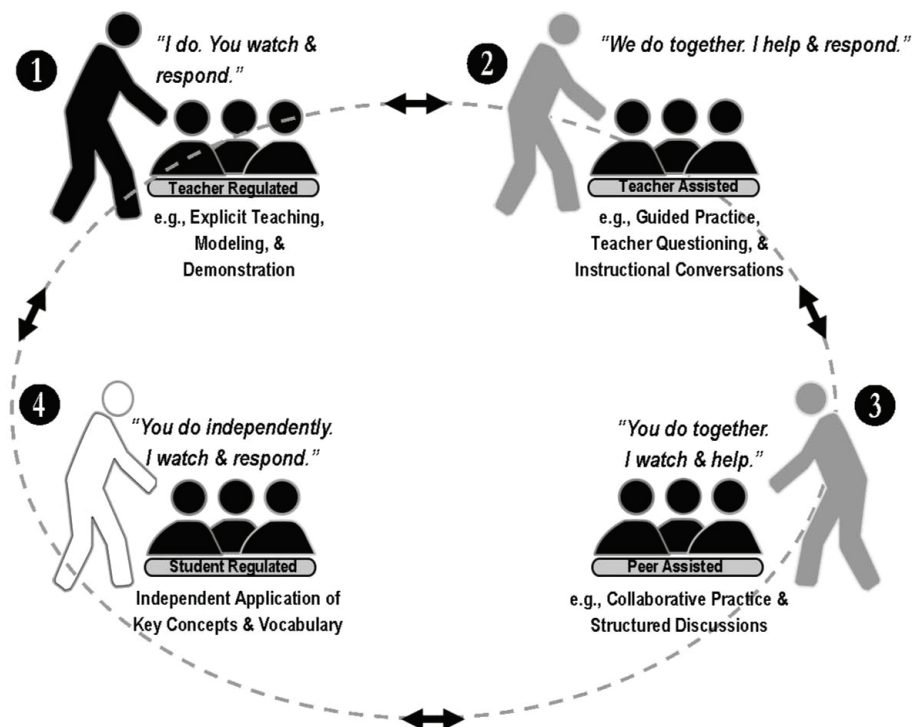 1
"I do. You watch &
respond."
Teacher Regulated
e.g., Explicit Teaching,
Modeling, &
Demonstration
2
"We do together. I help & respond."
Teacher Assisted
e.g., Guided Practice,
Teacher Questioning, &
Instructional Conversations
3
"You do together.
I watch & help."
Peer Assisted
e.g., Collaborative Practice &
Structured Discussions
4
"You do independently.
I watch & respond."
Student Regulated
Independent Application of
Key Concepts & Vocabulary